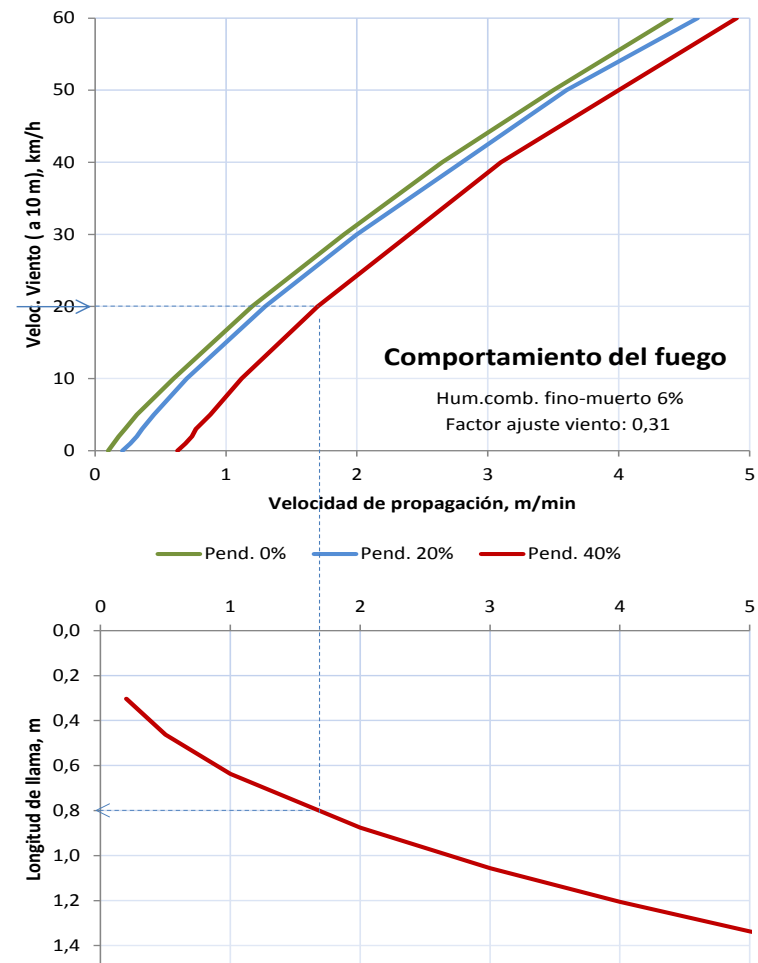 60
50
40
30
20
10
0
Veloc. Viento ( a 10 m), km/h
Comportamiento del fuego
Hum.comb. fino-muerto 6%
Factor ajuste viento: 0,31
0 1 2 3 4 5
Velocidad de propagación, m/min
Pend. 0% Pend. 20% Pend. 40%
0 1 2 3 4 5
0,0
0,2
0,4
0,6
0,8
1,0
1,2
1,4
Longitud de llama, m